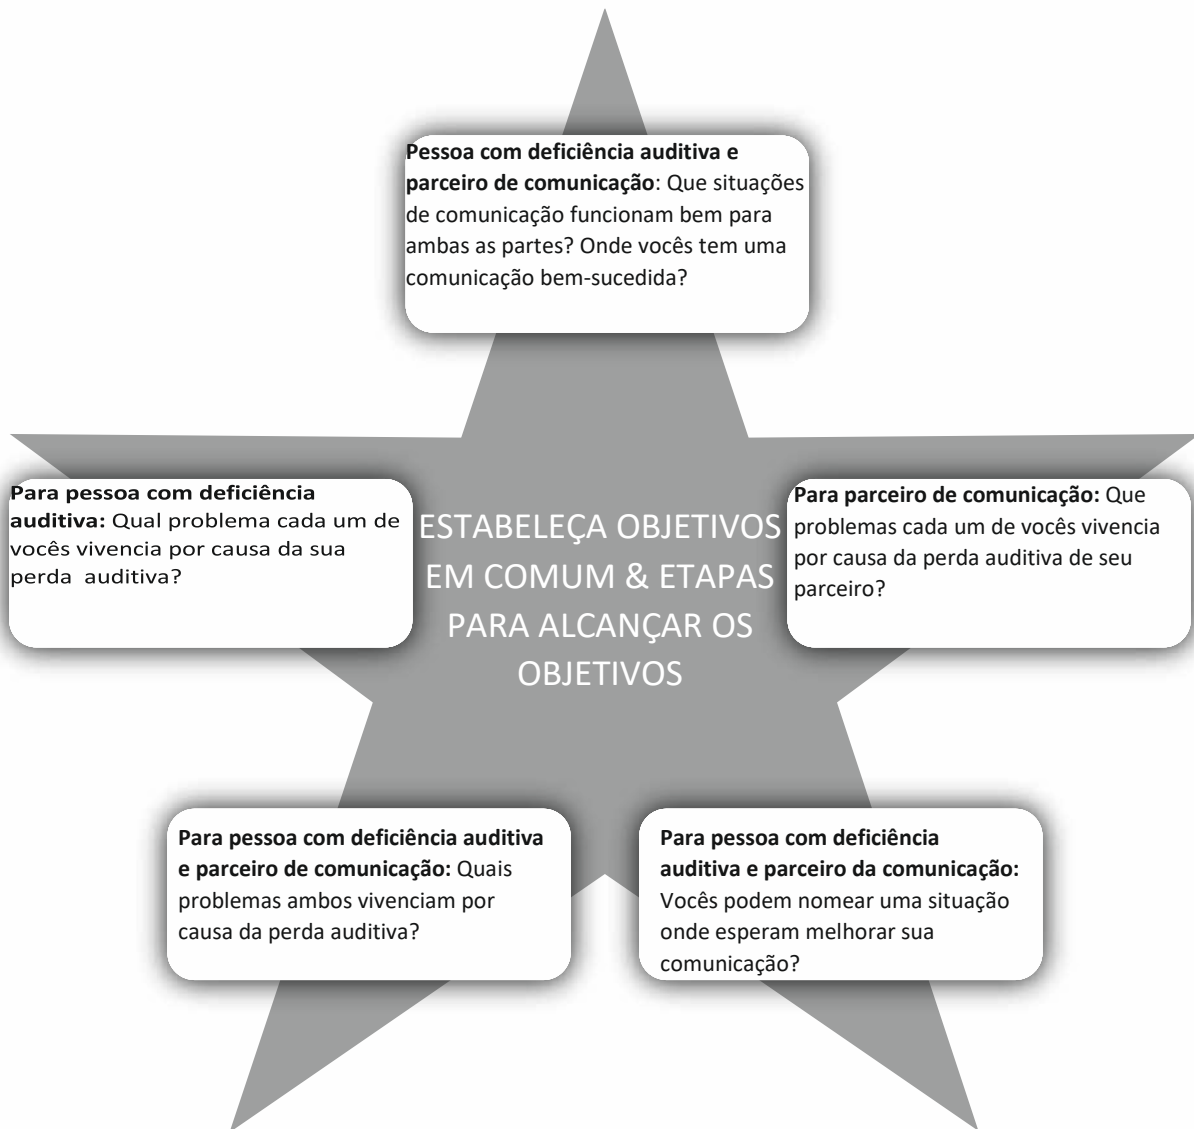 Pessoa com deficiência auditiva e
parceiro de comunicação: Que situações
de comunicação funcionam bem para
ambas as partes? Onde vocês tem uma
comunicação bem-sucedida?
Para pessoa com deficiência
auditiva: Qual problema cada um de
vocês vivencia por causa da sua
perda auditiva?
ESTABELEÇA OBJETIVOS
EM COMUM & ETAPAS
PARA ALCANÇAR OS
OBJETIVOS
Para parceiro de comunicação: Que
problemas cada um de vocês vivencia
por causa da perda auditiva de seu
parceiro?
Para pessoa com deficiência auditiva
e parceiro de comunicação: Quais
problemas ambos vivenciam por
causa da perda auditiva?
Para pessoa com deficiência
auditiva e parceiro da comunicação:
Vocês podem nomear uma situação
onde esperam melhorar sua
comunicação?